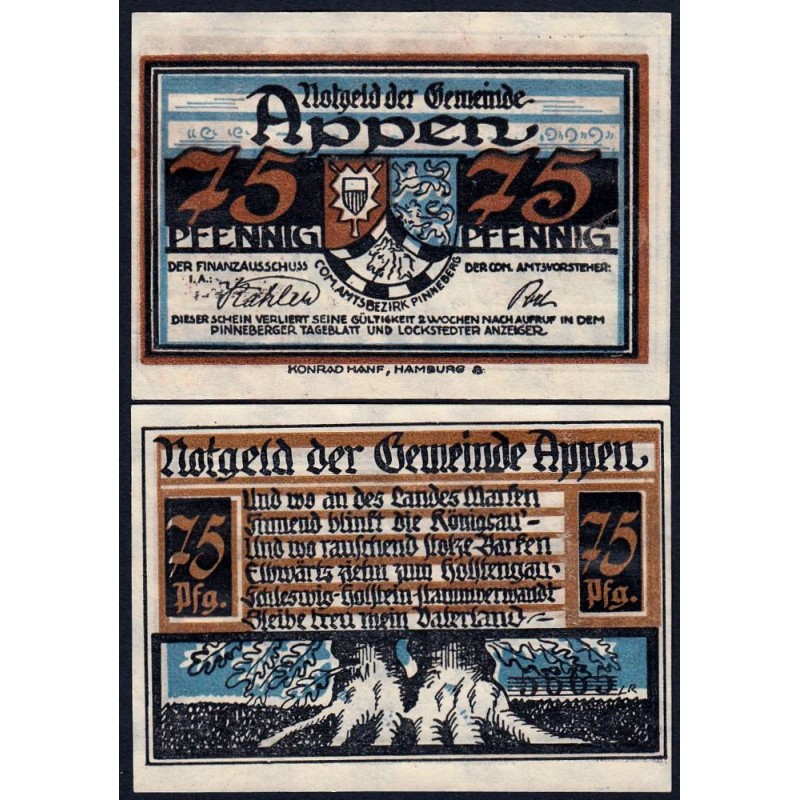 Notgeld der Gemeinde
Appen
75 75
PFENNIG PFENNIG
DER FINANZAUSSCHUSS
I.A.:
DER COM. AMTSVORSTEHER:
COM. AMTSBEZIRK PINNEBERG
DIESER SCHEIN VERLIERT SEINE GÜLTIGKEIT 2 WOCHEN NACH AUFRUF IN DEM
PINNEBERGER TAGEBLATT UND LOCKSTEDTER ANZEIGER.
KONRAD HANF, HAMBURG 8.
Notgeld der Gemeinde Appen
75
Pfg.
Und wo an des Landes Marken
Sinnend blinkt die Königsau'-
Und wo rauschend stolze Barken
Elbwärts ziehn zum Holstengau-
Schleswig-Holstein stammverwandt
Bleibe treu mein Vaterland-
75
Pfg.
LR